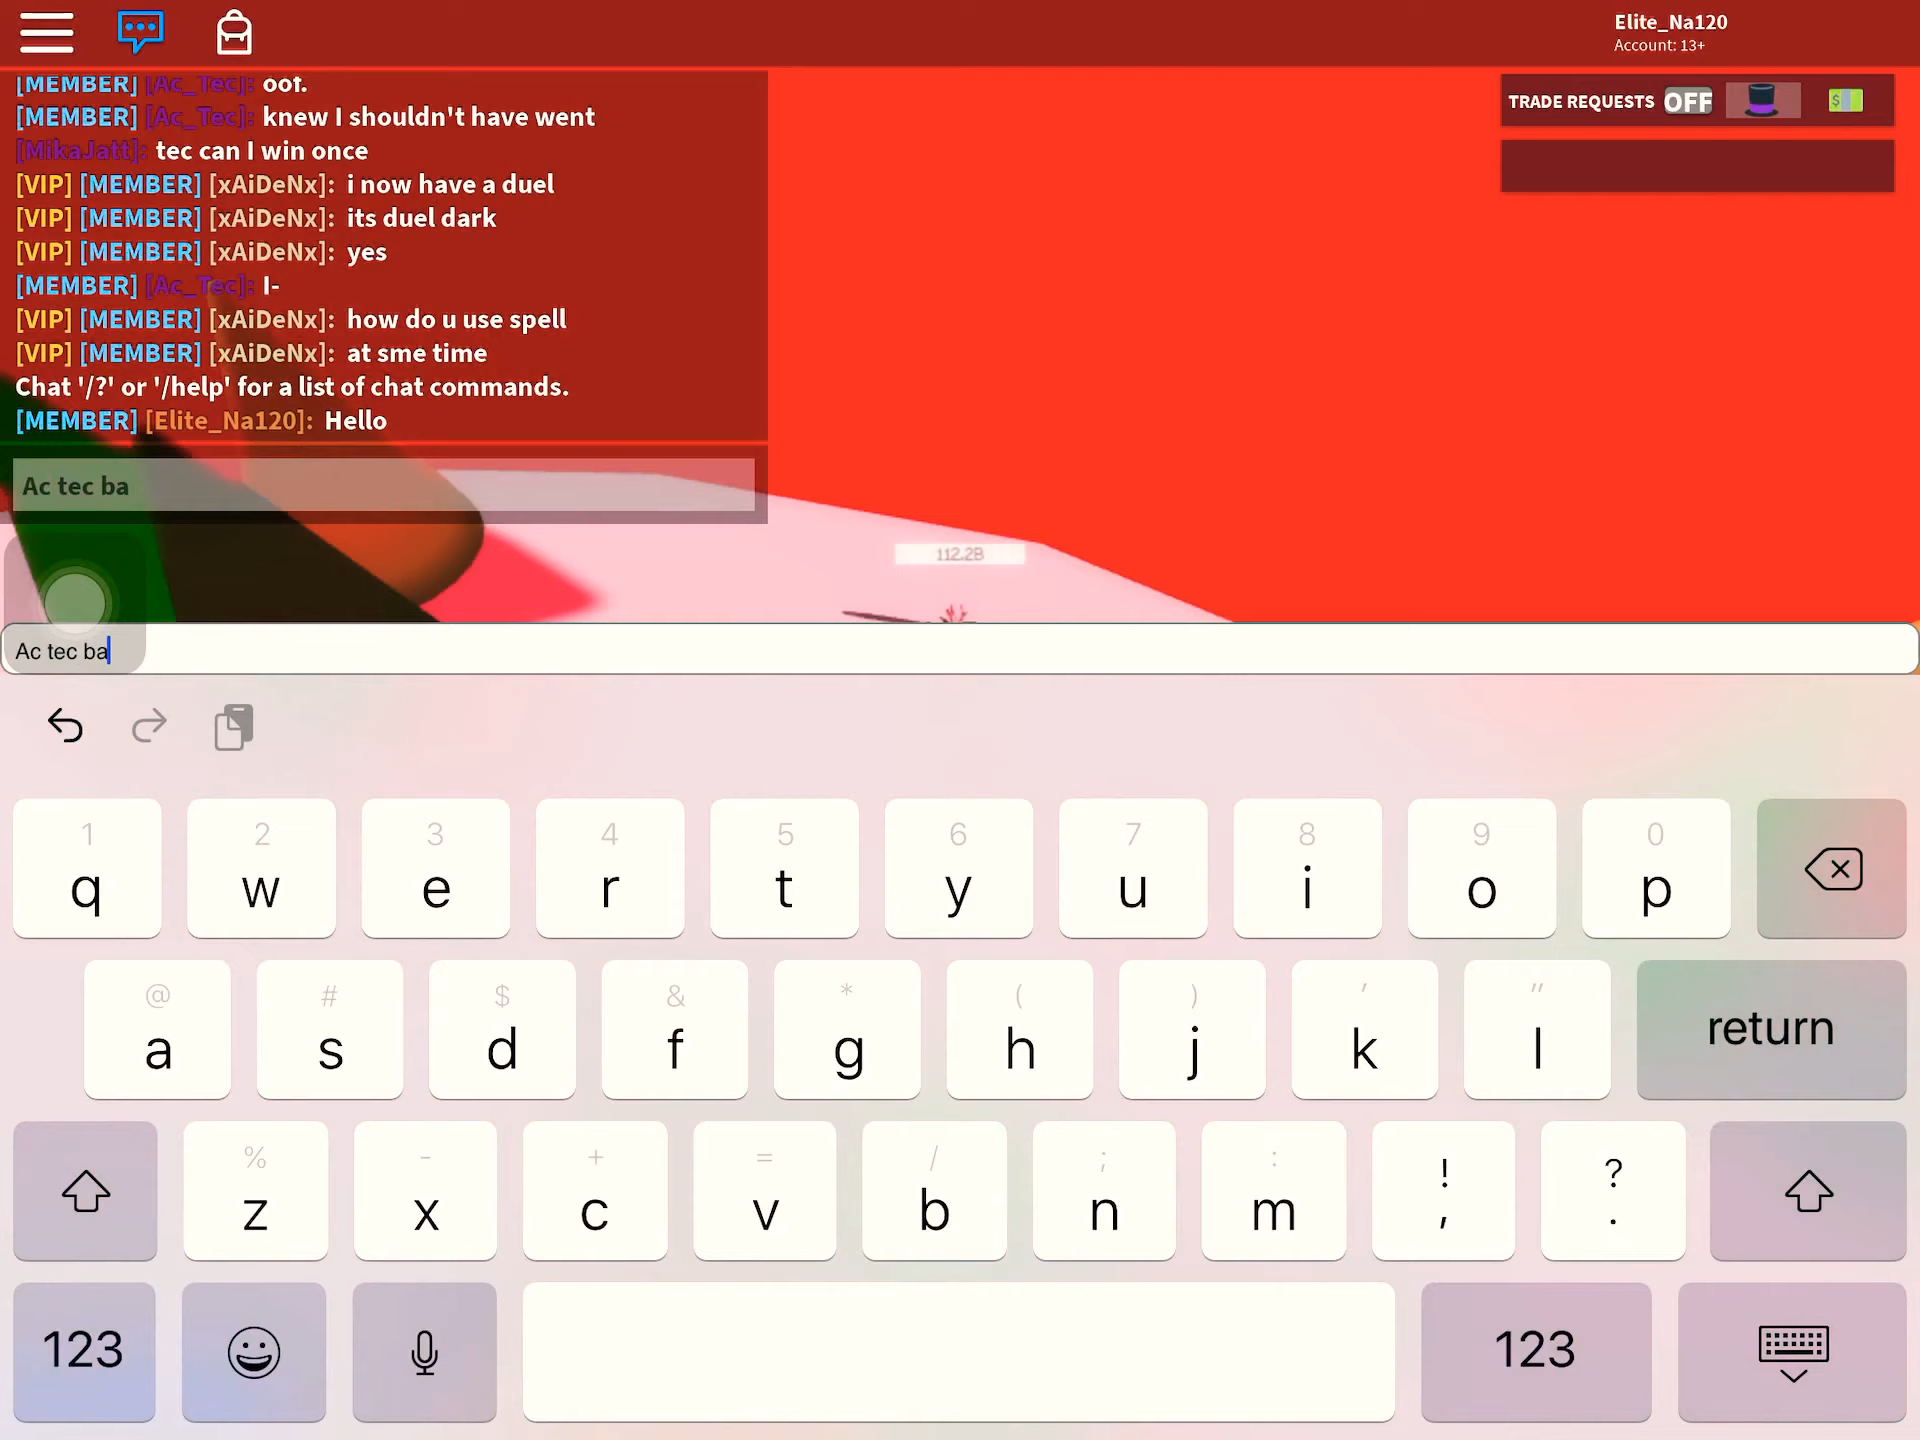 Elite_Na120
Account: 13+
[MEMBER] [Ac_Tec]: oof.
[MEMBER] [Ac_Tec]: knew I shouldn't have went
[MikaJatt]: tec can I win once
[VIP] [MEMBER] [xAiDeNx]: i now have a duel
[VIP] [MEMBER] [xAiDeNx]: its duel dark
[VIP] [MEMBER] [xAiDeNx]: yes
[MEMBER] [Ac_Tec]: I-
[VIP] [MEMBER] [xAiDeNx]: how do u use spell
[VIP] [MEMBER] [xAiDeNx]: at sme time
Chat '/?' or '/help' for a list of chat commands.
[MEMBER] [Elite_Na120]: Hello
Ac tec ba
TRADE REQUESTS OFF
112.2B
Ac tec ba
1 2 3 4 5 6 7 8 9 0
q w e r t y u i o p
@ # $ & * ( ) ' "
a s d f g h j k l return
% - + = / ; : ! ?
z x c v b n m , .
123 123